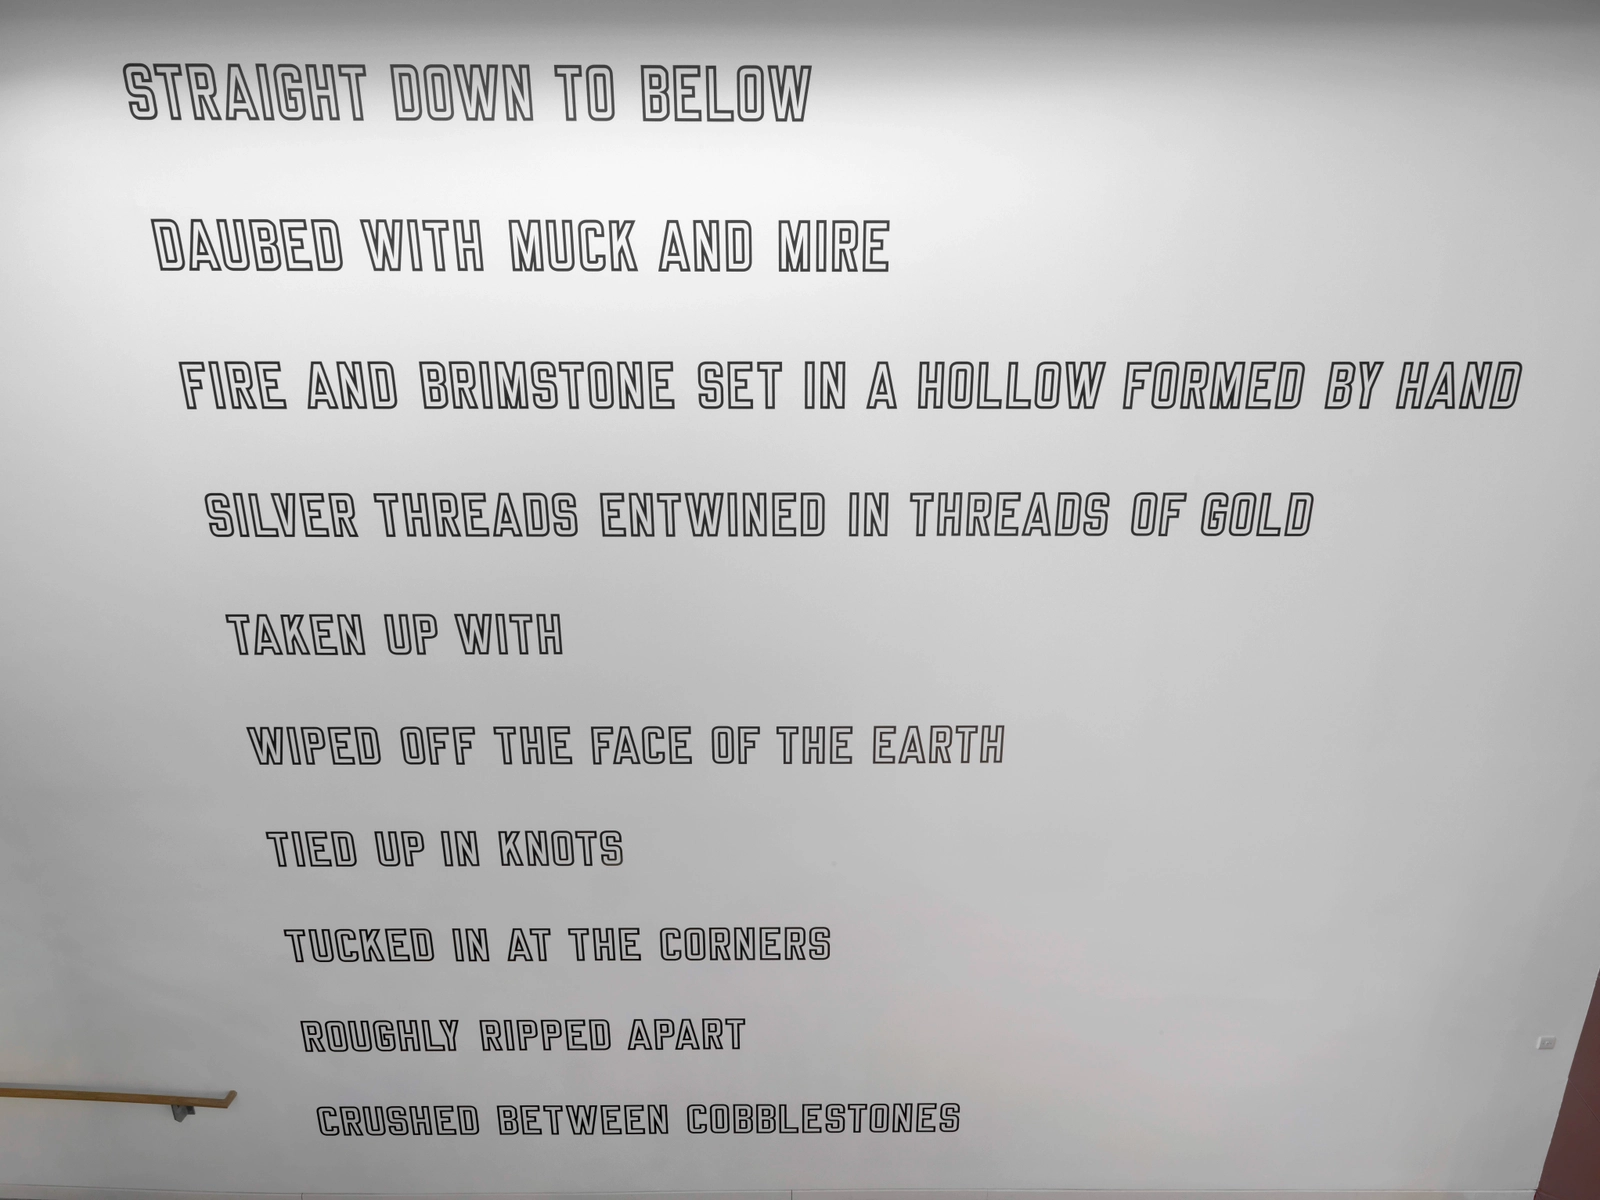 STRAIGHT DOWN TO BELOW
DAUBED WITH MUCK AND MIRE
FIRE AND BRIMSTONE SET IN A HOLLOW FORMED BY HAND
SILVER THREADS ENTWINED IN THREADS OF GOLD
TAKEN UP WITH
WIPED OFF THE FACE OF THE EARTH
TIED UP IN KNOTS
TUCKED IN AT THE CORNERS
ROUGHLY RIPPED APART
CRUSHED BETWEEN COBBLESTONES